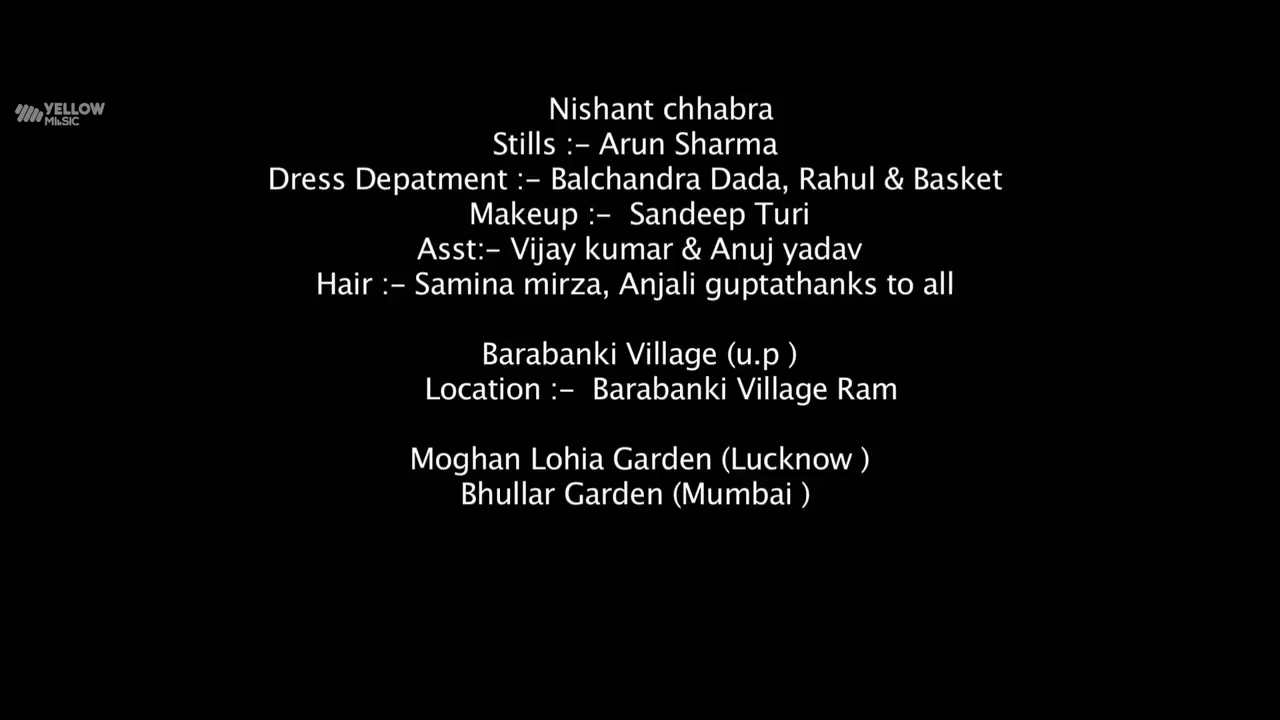 YELLOW
MUSIC
Nishant chhabra
Stills :- Arun Sharma
Dress Depatment :- Balchandra Dada, Rahul & Basket
Makeup :-  Sandeep Turi
Asst:- Vijay kumar & Anuj yadav
Hair :- Samina mirza, Anjali guptathanks to all
Barabanki Village (u.p )
Location :-  Barabanki Village Ram
Moghan Lohia Garden (Lucknow )
Bhullar Garden (Mumbai )